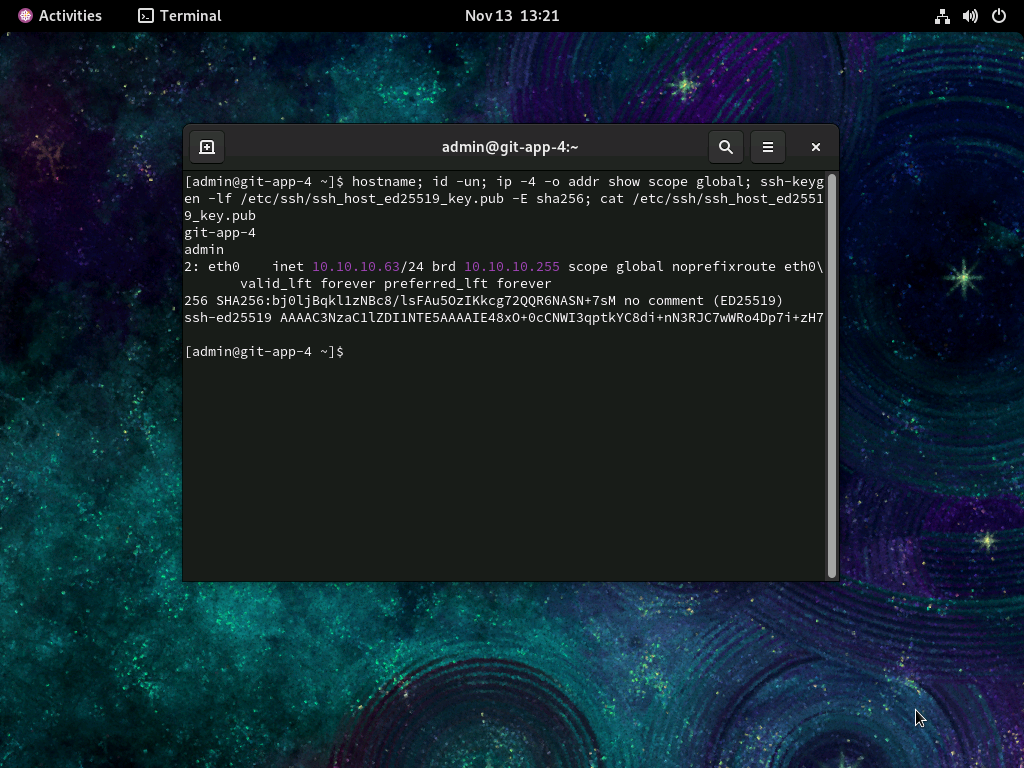 Activities
Terminal
Nov 13 13:21
admin@git-app-4:~
[admin@git-app-4 ~]$ hostname; id -un; ip -4 -o addr show scope global; ssh-keyg
en -lf /etc/ssh/ssh_host_ed25519_key.pub -E sha256; cat /etc/ssh/ssh_host_ed2551
9_key.pub
git-app-4
admin
2: eth0    inet 10.10.10.63/24 brd 10.10.10.255 scope global noprefixroute eth0\
       valid_lft forever preferred_lft forever
256 SHA256:bj0ljBqkl1zNBc8/lsFAu5OzIKkcg72QQR6NASN+7sM no comment (ED25519)
ssh-ed25519 AAAAC3NzaC1lZDI1NTE5AAAAIE48xO+0cCNWI3qptkYC8di+nN3RJC7wWRo4Dp7i+zH7
[admin@git-app-4 ~]$